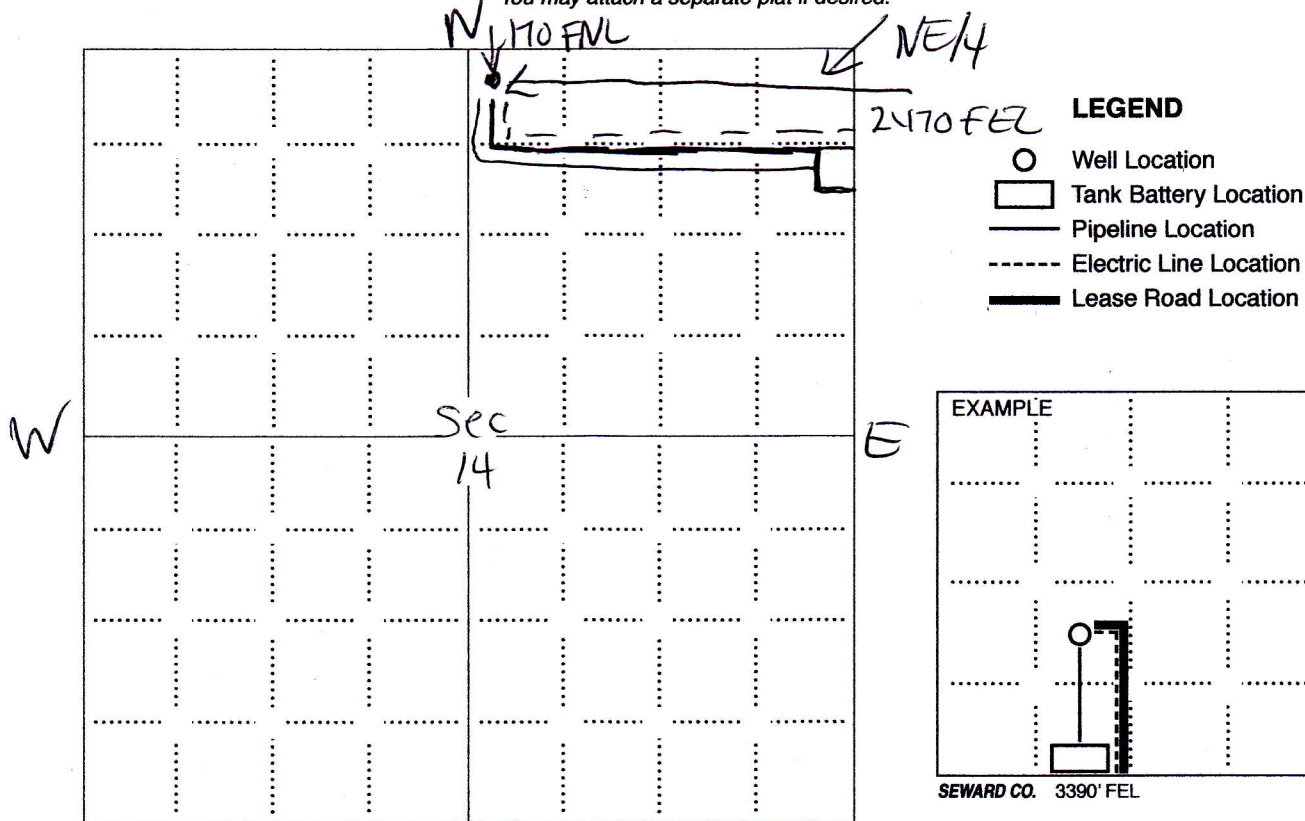 You may attach a separate plat if desired.
N
170 FNL
NE/4
2470 FEL
LEGEND
Well Location
Tank Battery Location
Pipeline Location
Electric Line Location
Lease Road Location
W
Sec
14
E
EXAMPLE
SEWARD CO. 3390' FEL